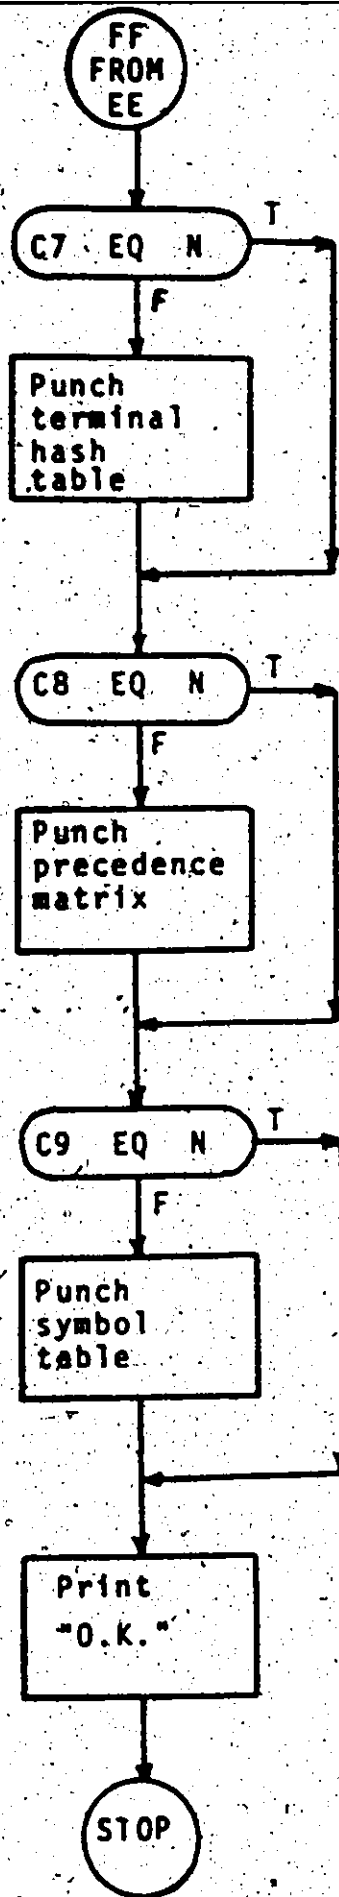 FF
FROM
EE
T
C7 EQ N
F
Punch
terminal
hash
table
T
C8 EQ N
F
Punch
precedence
matrix
T
C9 EQ N
F
Punch
symbol
table
Print
"O.K."
STOP